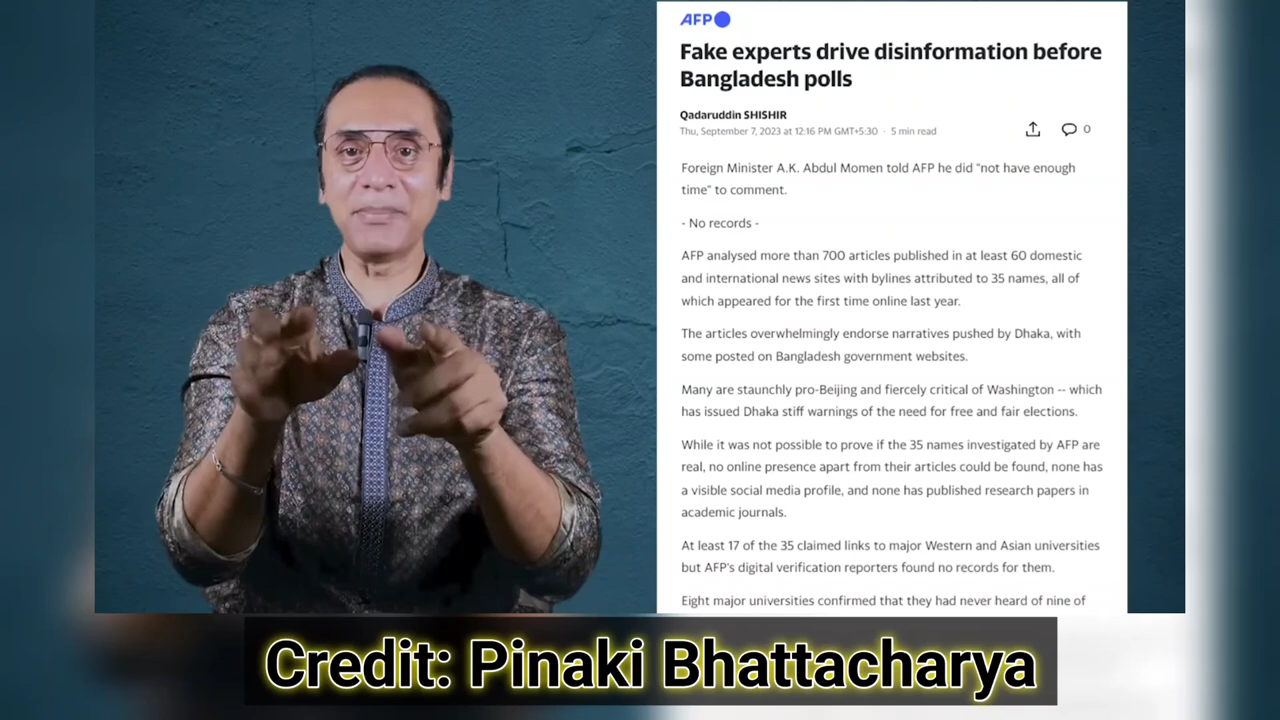 AFP
Fake experts drive disinformation before
Bangladesh polls
Qadaruddin SHISHIR
Thu, September 7, 2023 at 12:16 PM GMT+5:30 · 5 min read
0
Foreign Minister A.K. Abdul Momen told AFP he did "not have enough
time" to comment.
- No records -
AFP analysed more than 700 articles published in at least 60 domestic
and international news sites with bylines attributed to 35 names, all of
which appeared for the first time online last year.
The articles overwhelmingly endorse narratives pushed by Dhaka, with
some posted on Bangladesh government websites.
Many are staunchly pro-Beijing and fiercely critical of Washington -- which
has issued Dhaka stiff warnings of the need for free and fair elections.
While it was not possible to prove if the 35 names investigated by AFP are
real, no online presence apart from their articles could be found, none has
a visible social media profile, and none has published research papers in
academic journals.
At least 17 of the 35 claimed links to major Western and Asian universities
but AFP's digital verification reporters found no records for them.
Eight major universities confirmed that they had never heard of nine of
Credit: Pinaki Bhattacharya